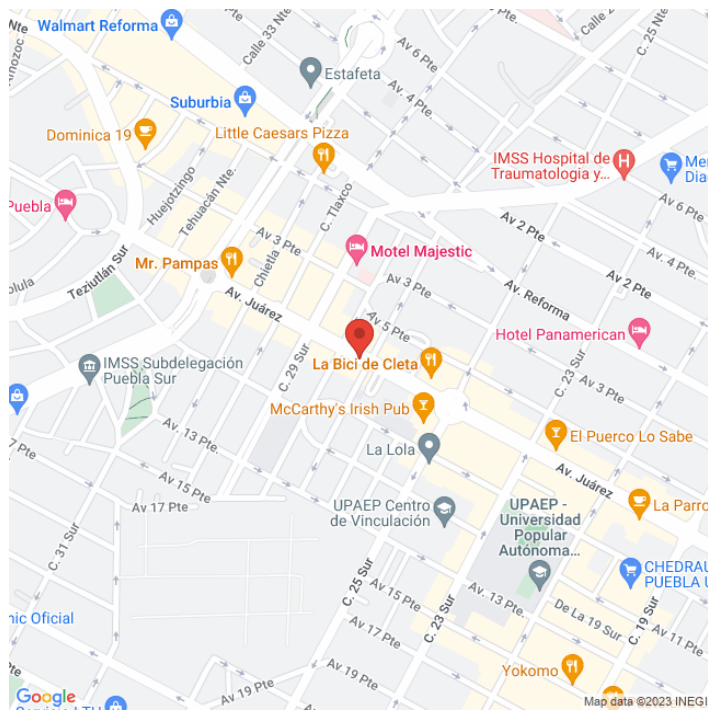 Walmart Reforma
Nte
Calle 33 Nte
Av 6 Pte.
Calle 2
C. 25 Nte
Estafeta
Av. 4 Pte.
Suburbia
Dominica 19
Little Caesars Pizza
IMSS Hospital de
Traumatología y...
Mer
Dia
Huejotzingo
Tehuacán Nte.
C. Tlaxco
Puebla
Av 6 Pte
Av 2 Pte
Av 3 Pte
Chietla
Motel Majestic
Av. 4 Pte.
Teziutlán Sur
Mr. Pampas
Av 3 Pte
Av. Reforma
Av 2 Pte
Av. Juárez
Av 5 Pte
Hotel Panamerican
IMSS Subdelegación
Puebla Sur
C. 29 Sur
La Bici de Cleta
C. 23 Sur
Av 3 Pte
McCarthy's Irish Pub
El Puerco Lo Sabe
Av. 13 Pte
La Lola
Av. Juárez
Av 15 Pte
Av 17 Pte
UPAEP Centro
de Vinculación
UPAEP -
Universidad
Popular
Autónoma...
La Parro
C. 31 Sur
CHEDRAU
PUEBLA U
C. 25 Sur
Av 15 Pte
Av. 13 Pte.
C. 23 Sur
De La 19 Sur
C. 19 Sur
nic Oficial
Av 17 Pte
Av 11 Pte
Av 19 Pte
Yokomo
Av 19 Pte
Google
Map data ©2023 INEGI